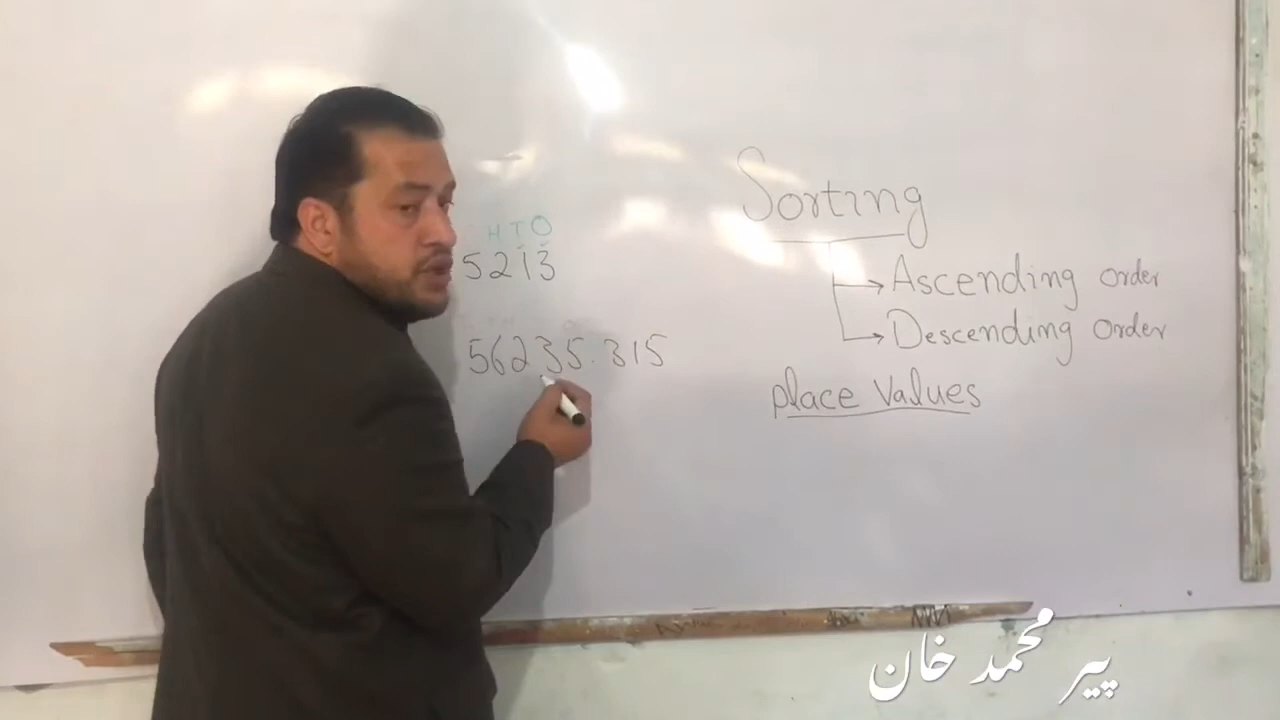 H T O
5213
56235.315
Sorting
Ascending order
Descending order
place values
پیر محمد خان